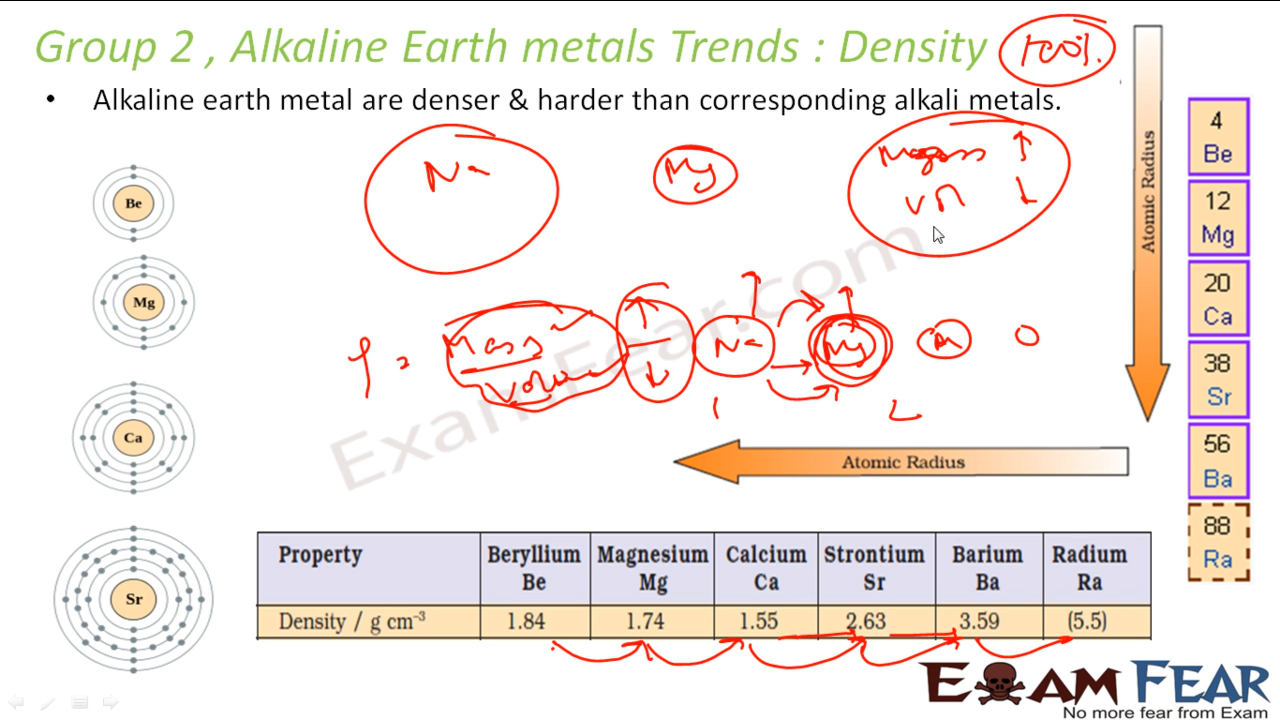 Group 2 , Alkaline Earth metals Trends : Density
• Alkaline earth metal are denser & harder than corresponding alkali metals.
Na
Mg
Be
Mg
Ca
Sr
Mass
Volume
Na
Mg
1
Atomic Radius
Atomic Radius
4
Be
12
Mg
20
Ca
38
Sr
56
Ba
88
Ra
ExamFear.com
Property Beryllium Be Magnesium Mg Calcium Ca Strontium Sr Barium Ba Radium Ra
Density / g cm⁻³ 1.84 1.74 1.55 2.63 3.59 (5.5)
EXAM FEAR
No more fear from Exam